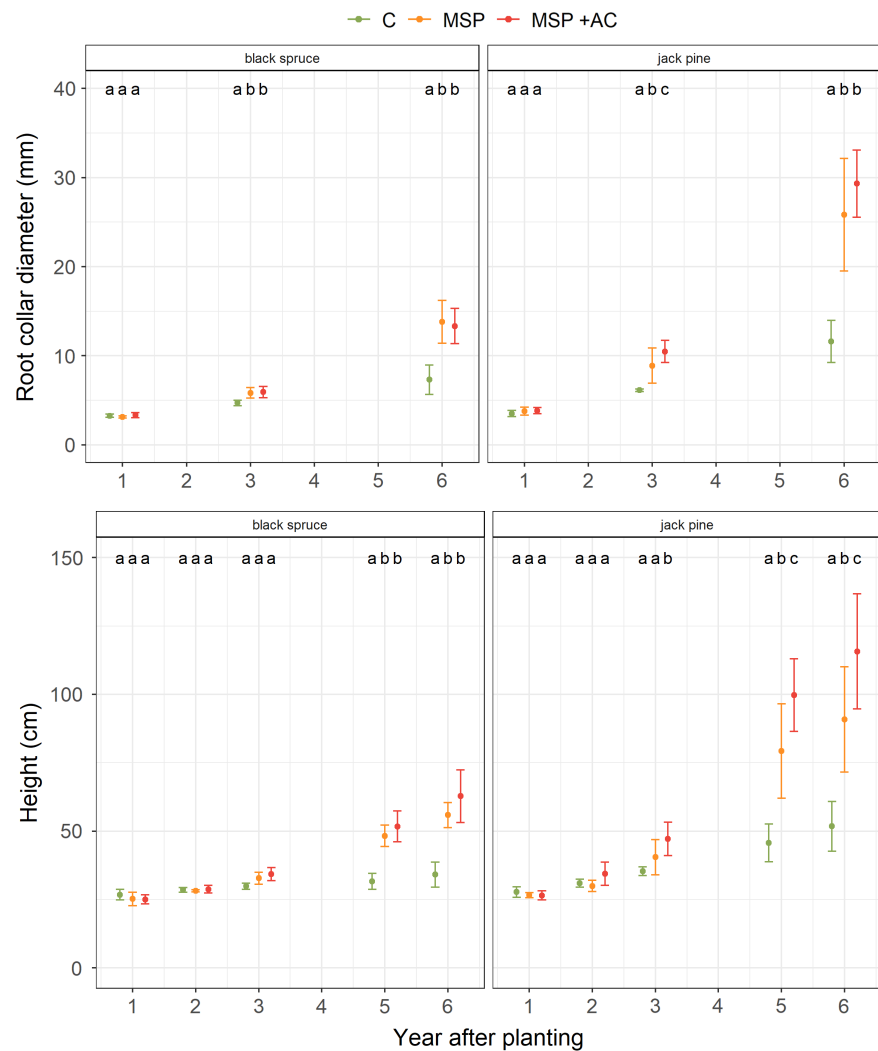 C MSP MSP +AC
black spruce jack pine
a a a a b b a b b a a a a b c a b b
40
30
20
10
0
Root collar diameter (mm)
1 2 3 4 5 6 1 2 3 4 5 6
black spruce jack pine
a a a a a a a a a a b b a b b a a a a a a a a b a b c a b c
150
100
50
0
Height (cm)
1 2 3 4 5 6 1 2 3 4 5 6
Year after planting